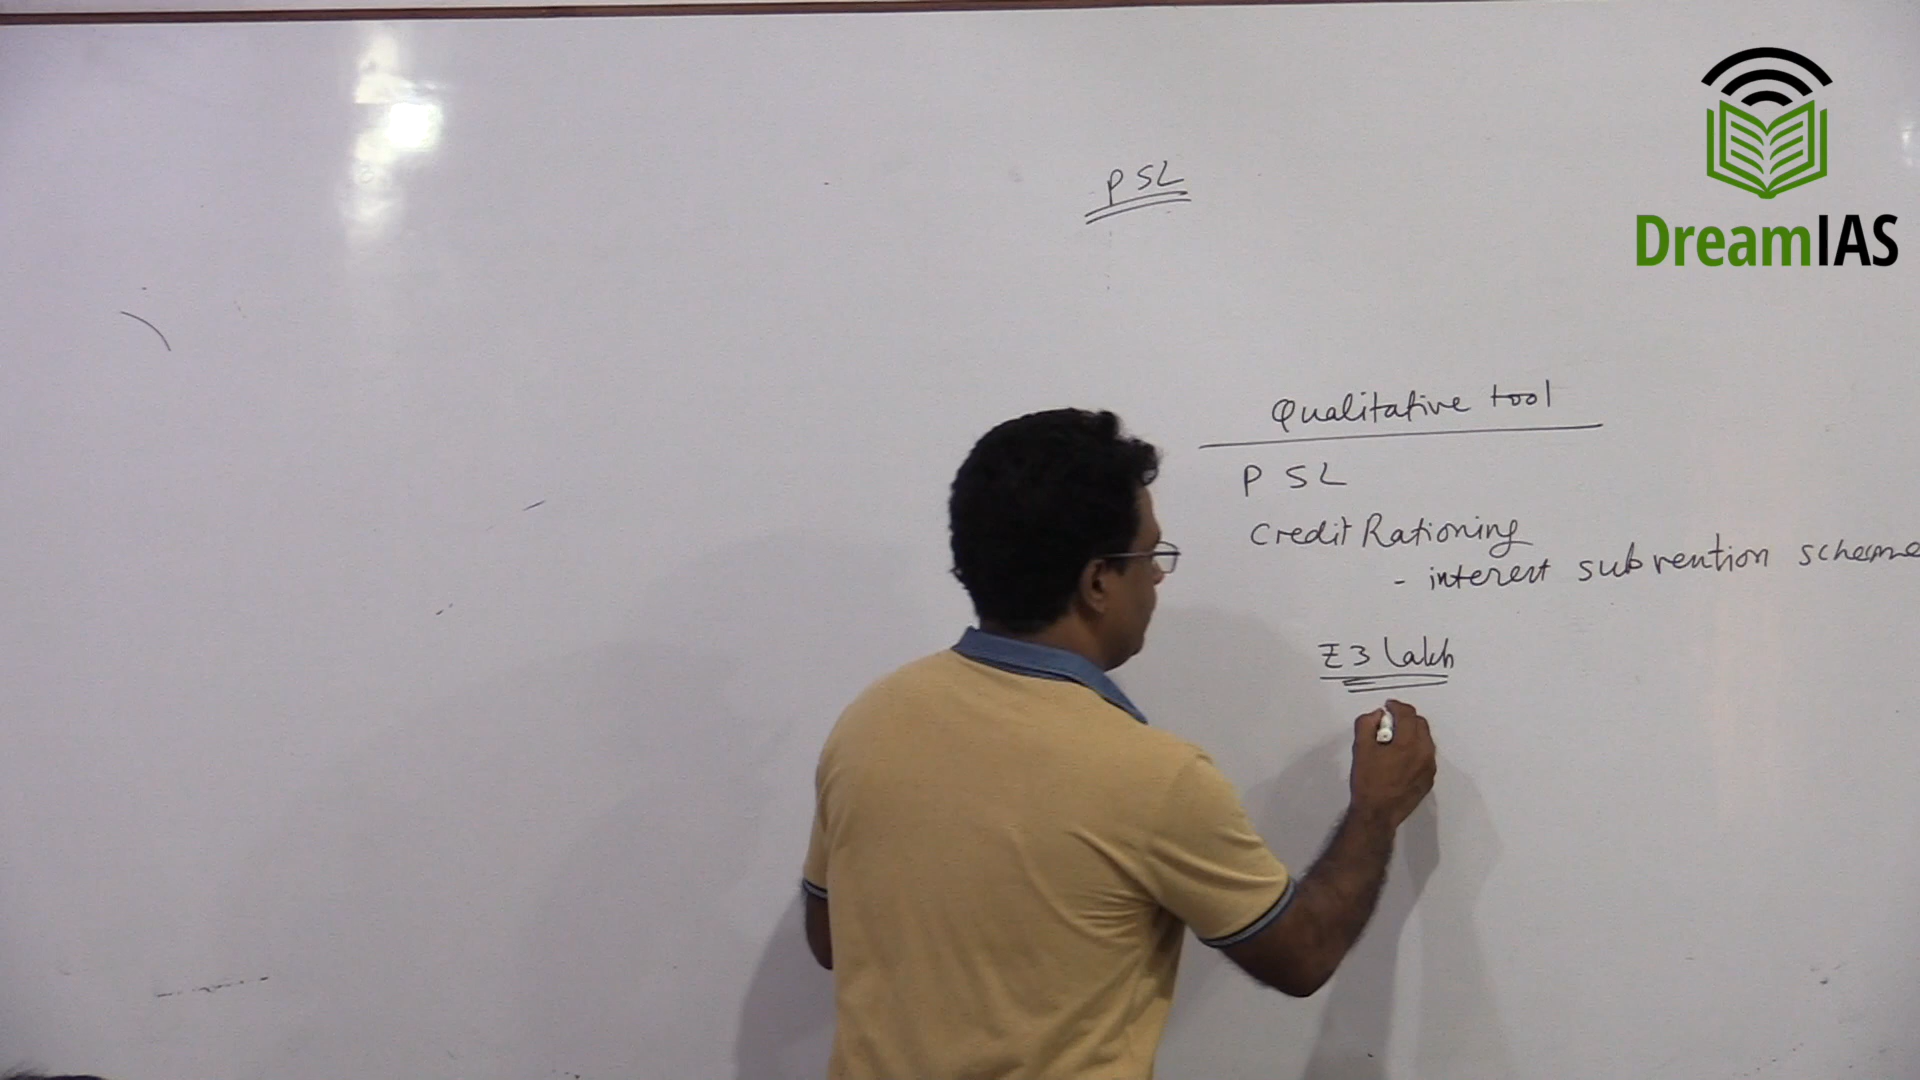 PSL
DreamIAS
Qualitative tool
PSL
Credit Rationing
- interest subvention scheme
₹3 Lakh